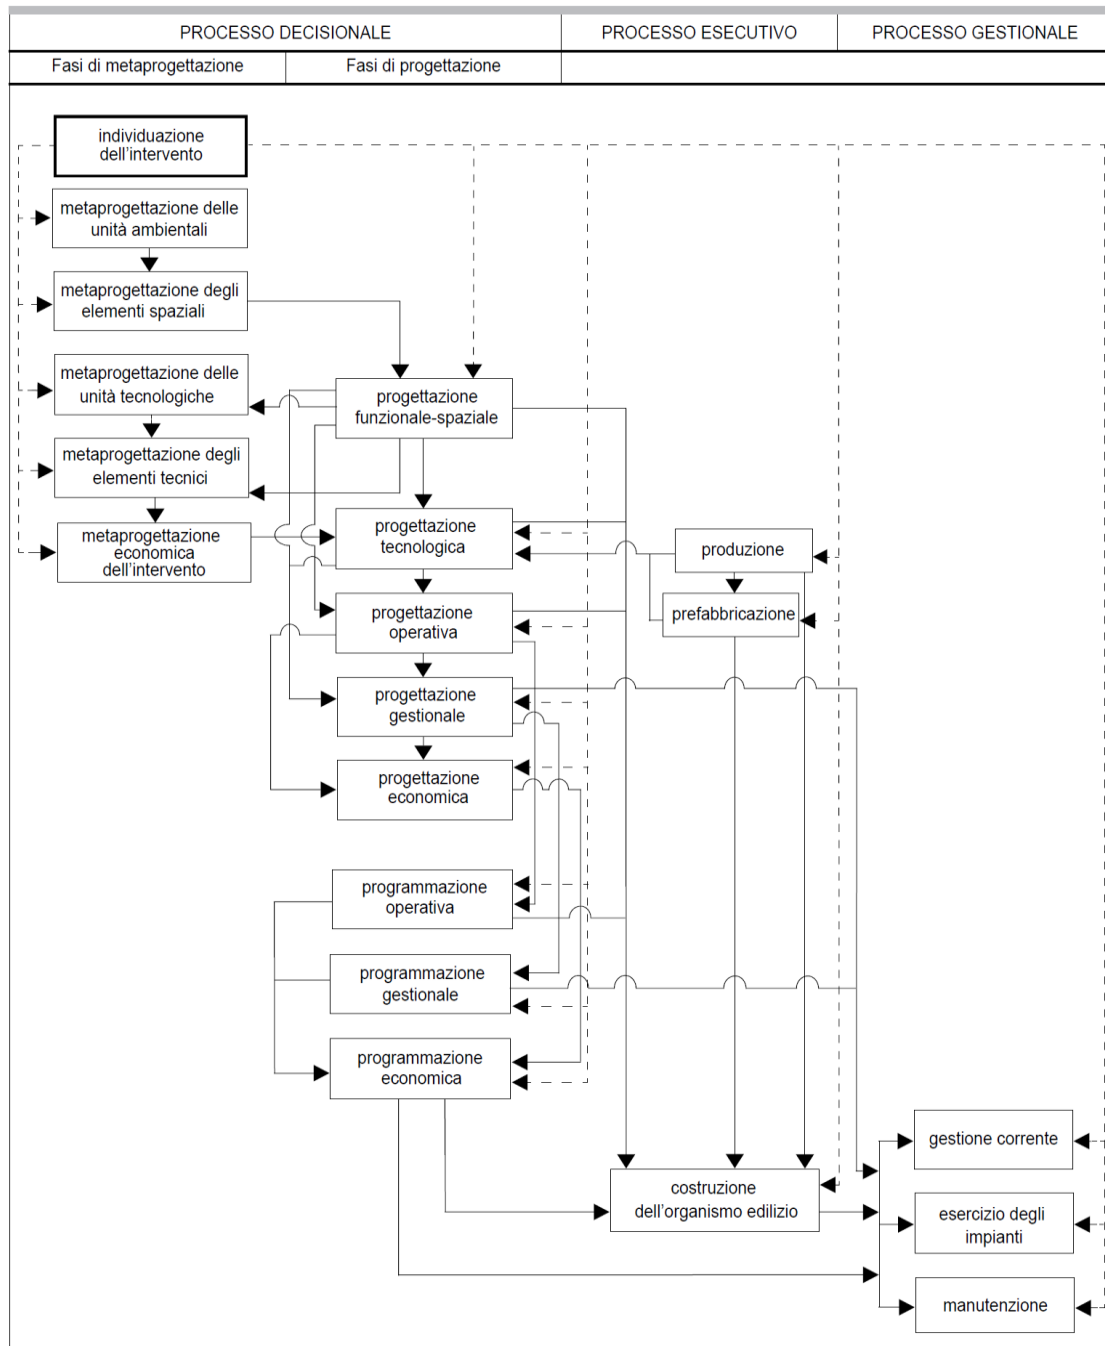 PROCESSO DECISIONALE
PROCESSO ESECUTIVO
PROCESSO GESTIONALE
Fasi di metaprogettazione
Fasi di progettazione
individuazione
dell'intervento
metaprogettazione delle
unità ambientali
metaprogettazione degli
elementi spaziali
metaprogettazione delle
unità tecnologiche
progettazione
funzionale-spaziale
metaprogettazione degli
elementi tecnici
metaprogettazione
economica
dell'intervento
progettazione
tecnologica
produzione
progettazione
operativa
prefabbricazione
progettazione
gestionale
progettazione
economica
programmazione
operativa
programmazione
gestionale
programmazione
economica
gestione corrente
costruzione
dell'organismo edilizio
esercizio degli
impianti
manutenzione